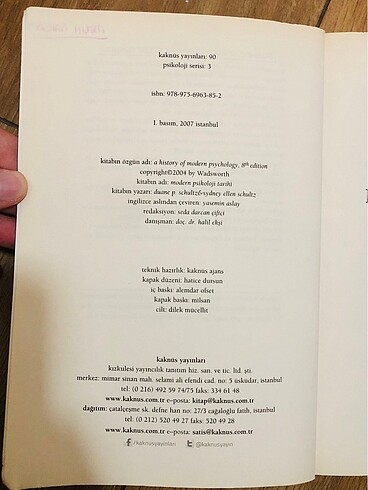 kaknüs yayınları: 90
psikoloji serisi: 3
isbn: 978-975-6963-85-2
1. basım, 2007 istanbul
kitabın özgün adı: a history of modern psychology, 8th edition
copyright©2004 by Wadsworth
kitabın adı: modern psikoloji tarihi
kitabın yazarı: duane p. schultz&sydney ellen schultz
ingilizce aslından çeviren: yasemin aslay
redaksiyon: seda darcan çiftçi
danışman: doç. dr. halil ekşi
teknik hazırlık: kaknüs ajans
kapak düzeni: hatice dursun
iç baskı: alemdar ofset
kapak baskı: milsan
cilt: dilek mücellit
kaknüs yayınları
kızkulesi yayıncılık tanıtım hiz. san. ve tic. ltd. şti.
merkez: mimar sinan mah. selami ali efendi cad. no: 5 üsküdar, istanbul
tel: (0 216) 492 59 74/75 faks: 334 61 48
www.kaknus.com.tr e-posta: kitap@kaknus.com.tr
dağıtım: çatalçeşme sk. defne han no: 27/3 cağaloğlu fatih, istanbul
tel: (0 212) 520 49 27 faks: 520 49 28
www.kaknus.com.tr e-posta: satis@kaknus.com.tr
/kaknusyayinlari @kaknusyayin